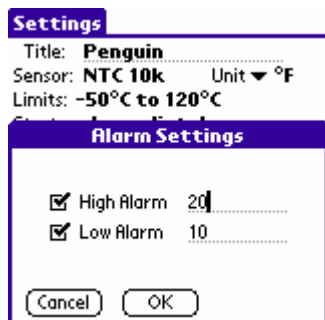 Settings
Title: Penguin
Sensor: NTC 10k Unit °F
Limits: -50°C to 120°C
Alarm Settings
High Alarm 20
Low Alarm 10
Cancel OK